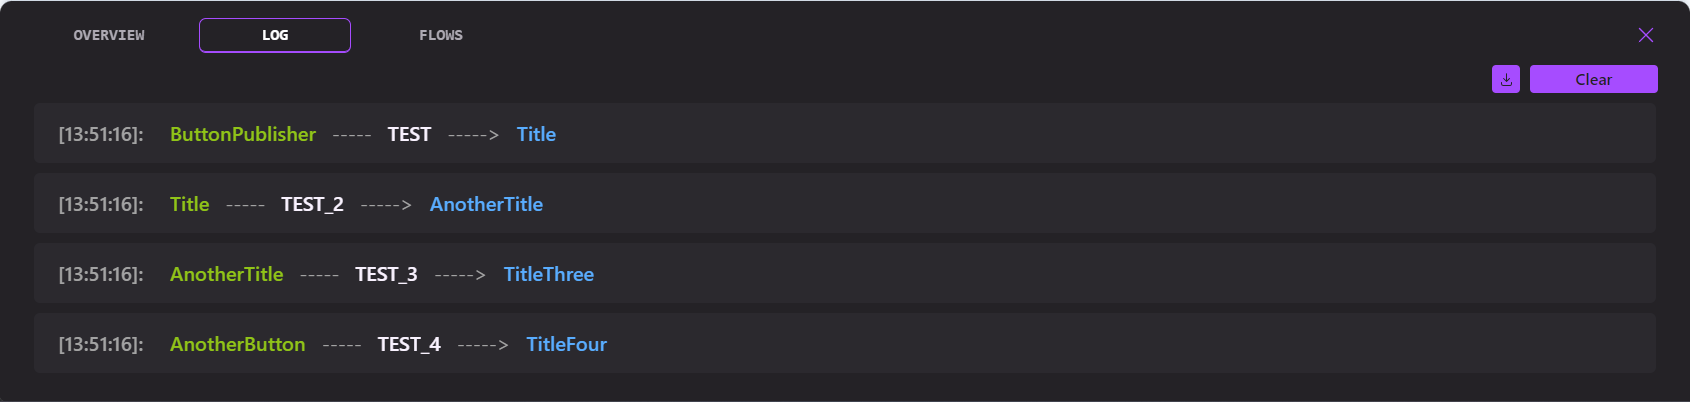 OVERVIEW LOG FLOWS
Clear
[13:51:16]: ButtonPublisher ----- TEST -----> Title
[13:51:16]: Title ----- TEST_2 -----> AnotherTitle
[13:51:16]: AnotherTitle ----- TEST_3 -----> TitleThree
[13:51:16]: AnotherButton ----- TEST_4 -----> TitleFour